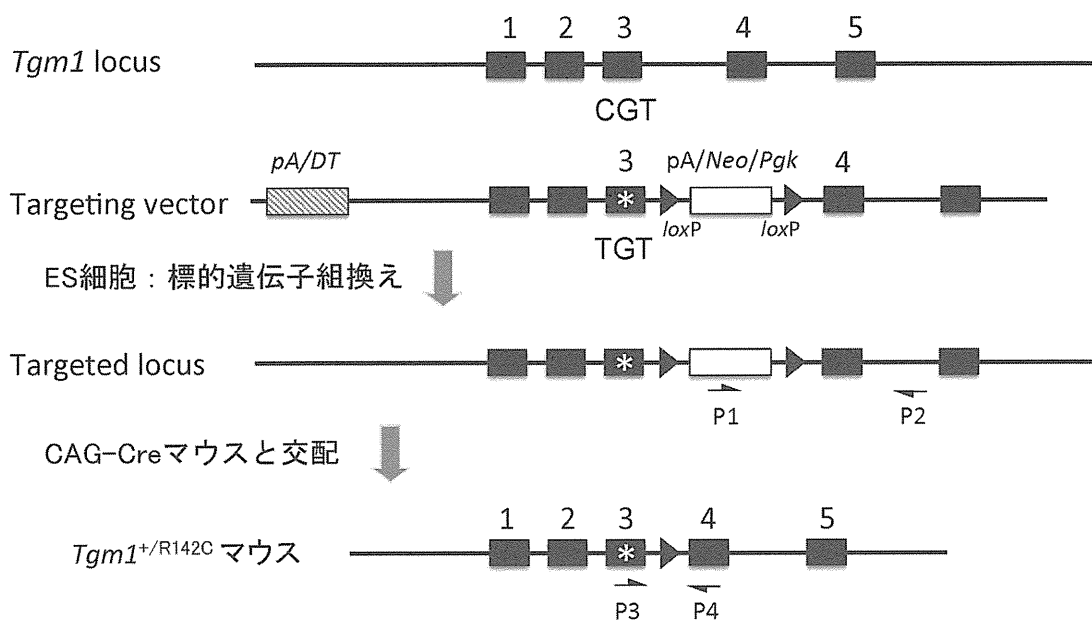 1 2 3 4 5
Tgm1 locus
CGT
pA/DT 3 pA/Neo/Pgk 4
Targeting vector *
loxP loxP
TGT
ES細胞：標的遺伝子組換え
Targeted locus *
P1 P2
CAG-Creマウスと交配
1 2 3 4 5
Tgm1+/R142C マウス *
P3 P4